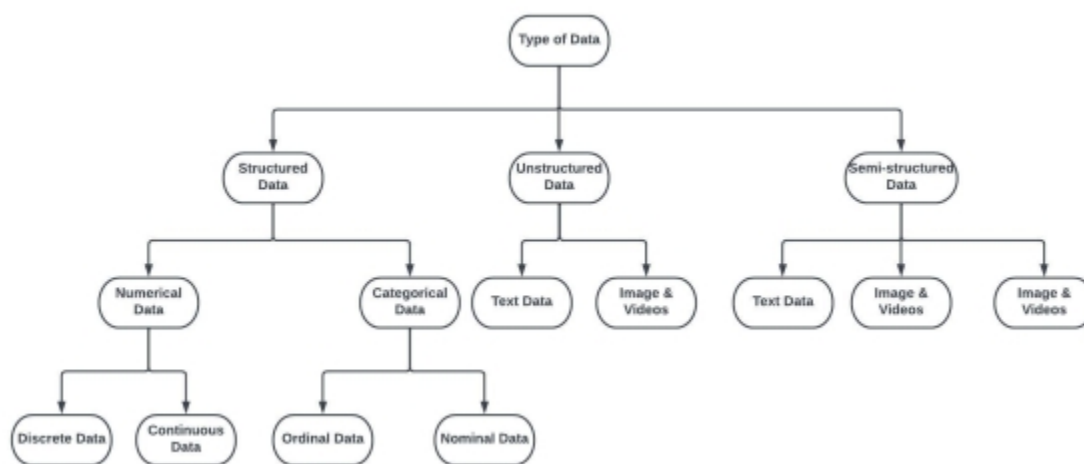 Type of Data
Structured
Data
Unstructured
Data
Semi-structured
Data
Numerical
Data
Categorical
Data
Text Data
Image &
Videos
Text Data
Image &
Videos
Image &
Videos
Discrete Data
Continuous
Data
Ordinal Data
Nominal Data